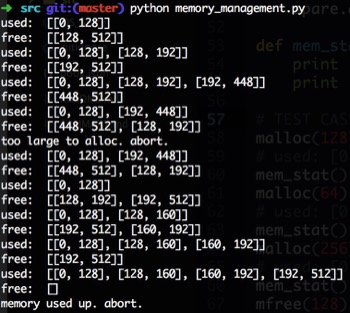 ➜ src git:(master) python memory_management.py
used: [[0, 128]]
free: [[128, 512]]
used: [[0, 128], [128, 192]]
free: [[192, 512]]
used: [[0, 128], [128, 192], [192, 448]]
free: [[448, 512]]
used: [[0, 128], [192, 448]]
free: [[448, 512], [128, 192]]
too large to alloc. abort.
used: [[0, 128], [192, 448]]
free: [[448, 512], [128, 192]]
used: [[0, 128]]
free: [[128, 192], [192, 512]]
used: [[0, 128], [128, 160]]
free: [[192, 512], [160, 192]]
used: [[0, 128], [128, 160], [160, 192]]
free: [[192, 512]]
used: [[0, 128], [128, 160], [160, 192], [192, 512]]
free: []
memory used up. abort.
def mem_stat
print
print
57
# TEST CAS
malloc(128
# used: [0
mem_stat()
malloc(64)
# used: [0
mem_stat()
malloc(256
mem_stat()
mfree(128)